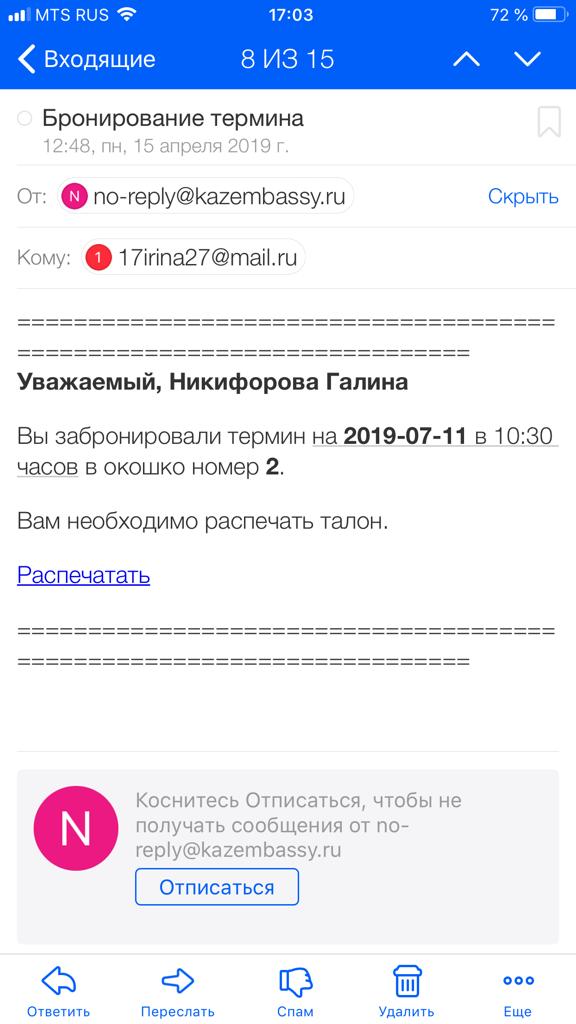 MTS RUS 17:03 72 %
Входящие 8 ИЗ 15
Бронирование термина
12:48, пн, 15 апреля 2019 г.
От: N no-reply@kazembassy.ru Скрыть
Кому: 1 17irina27@mail.ru
======================================
================================
Уважаемый, Никифорова Галина
Вы забронировали термин на 2019-07-11 в 10:30
часов в окошко номер 2.
Вам необходимо распечать талон.
Распечатать
======================================
================================
N
Коснитесь Отписаться, чтобы не
получать сообщения от no-
reply@kazembassy.ru
Отписаться
Ответить Переслать Спам Удалить Еще